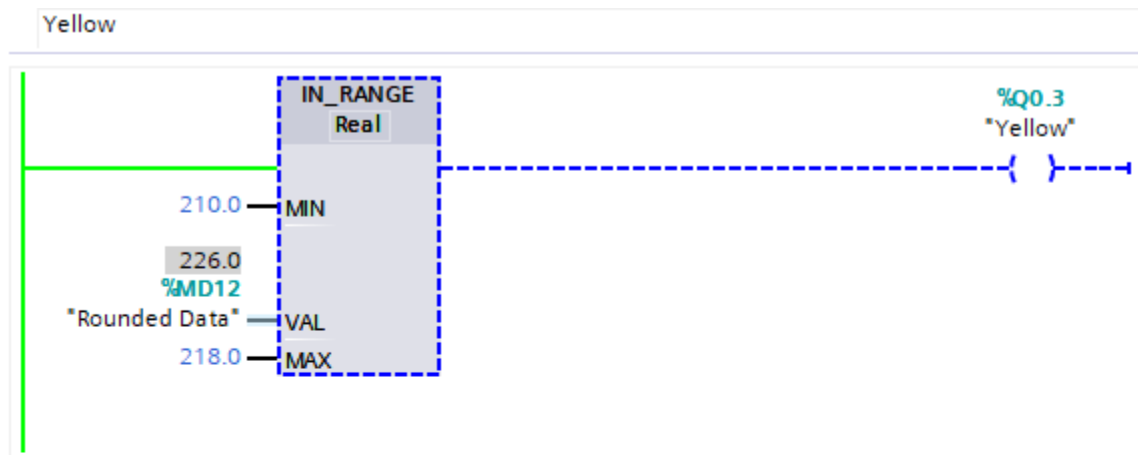 Yellow
IN_RANGE
Real
%Q0.3
"Yellow"
210.0 MIN
226.0
%MD12
"Rounded Data" VAL
218.0 MAX